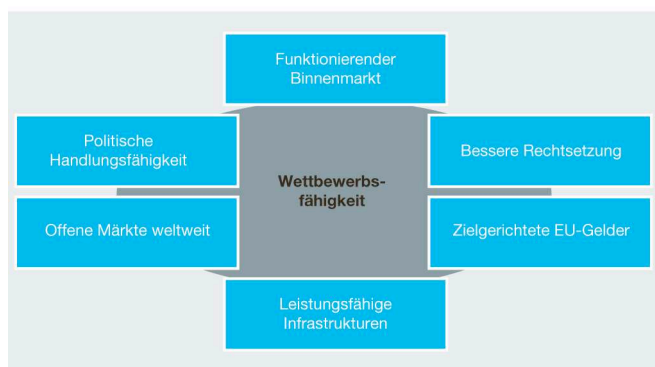 Funktionierender
Binnenmarkt
Politische
Handlungsfähigkeit
Bessere Rechtsetzung
Wettbewerbs-
fähigkeit
Offene Märkte weltweit
Zielgerichtete EU-Gelder
Leistungsfähige
Infrastrukturen